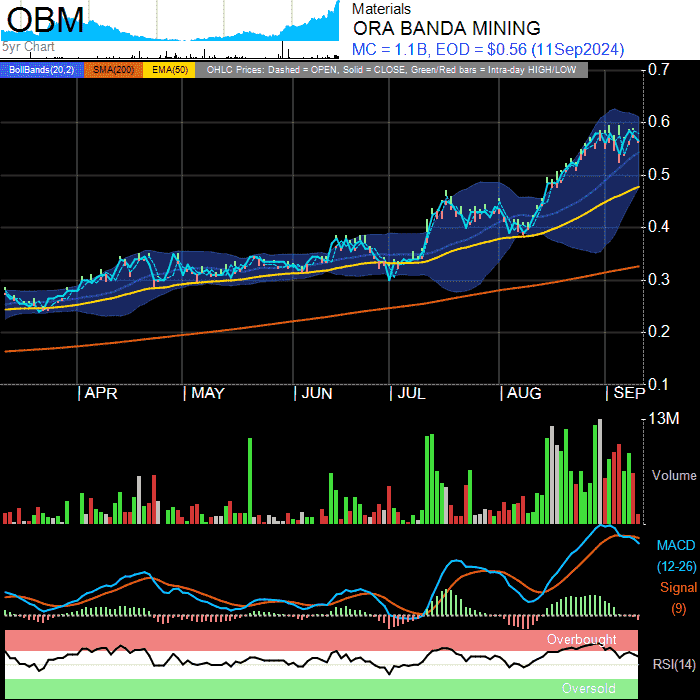 OBM
5yr Chart
Materials
ORA BANDA MINING
MC = 1.1B, EOD = $0.56 (11Sep2024)
BollBands(20,2) SMA(200) EMA(50) OHLC Prices: Dashed = OPEN, Solid = CLOSE, Green/Red bars = Intra-day HIGH/LOW
0.7
0.6
0.5
0.4
0.3
0.2
0.1
APR MAY JUN JUL AUG SEP
13M
Volume
MACD
(12-26)
Signal
(9)
Overbought
RSI(14)
Oversold